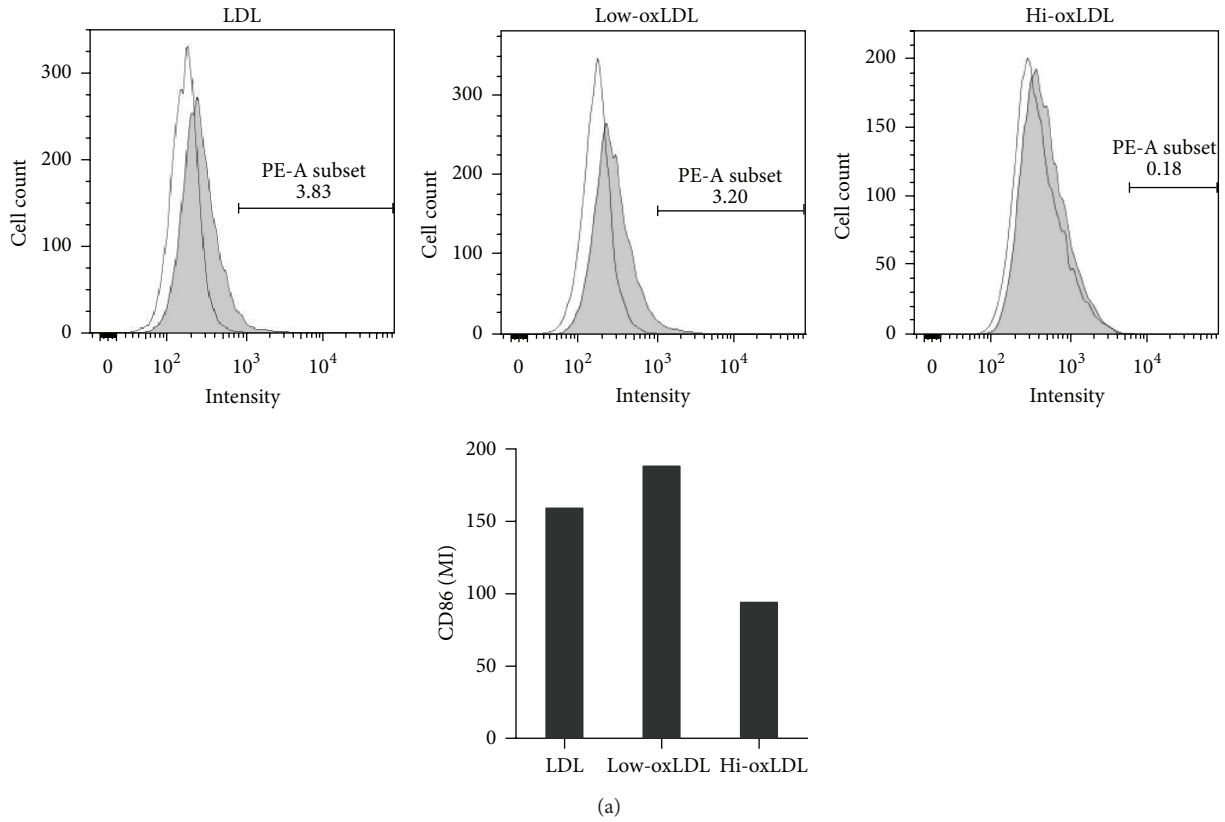 LDL
300
200
100
0
Cell count
PE-A subset
3.83
0 10² 10³ 10⁴
Intensity
Low-oxLDL
300
200
100
0
Cell count
PE-A subset
3.20
0 10² 10³ 10⁴
Intensity
Hi-oxLDL
200
150
100
50
0
Cell count
PE-A subset
0.18
0 10² 10³ 10⁴
Intensity
200
150
100
50
0
CD86 (MI)
LDL Low-oxLDL Hi-oxLDL
(a)